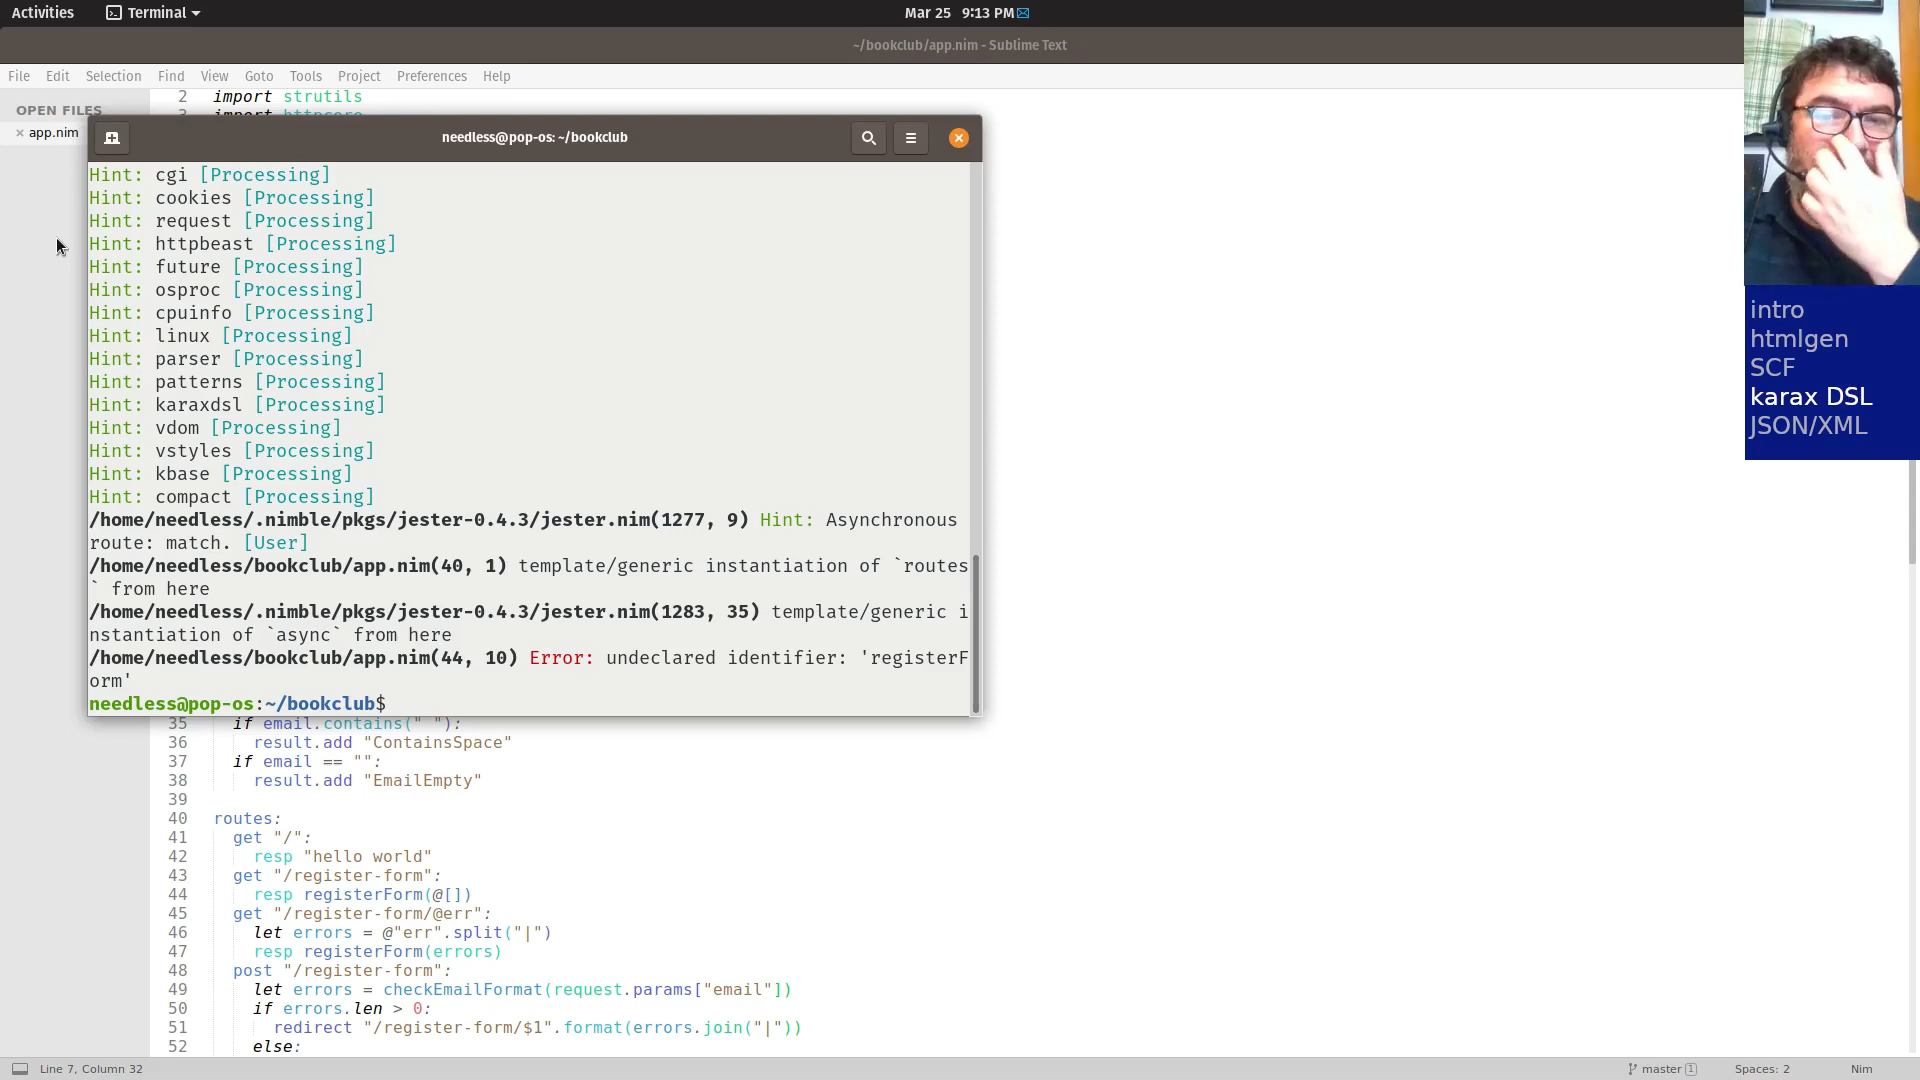 Activities
Terminal
Mar 25 9:13 PM
~/bookclub/app.nim - Sublime Text
File Edit Selection Find View Goto Tools Project Preferences Help
OPEN FILES
× app.nim
2 import strutils
needless@pop-os: ~/bookclub
Hint: cgi [Processing]
Hint: cookies [Processing]
Hint: request [Processing]
Hint: httpbeast [Processing]
Hint: future [Processing]
Hint: osproc [Processing]
Hint: cpuinfo [Processing]
Hint: linux [Processing]
Hint: parser [Processing]
Hint: patterns [Processing]
Hint: karaxdsl [Processing]
Hint: vdom [Processing]
Hint: vstyles [Processing]
Hint: kbase [Processing]
Hint: compact [Processing]
/home/needless/.nimble/pkgs/jester-0.4.3/jester.nim(1277, 9) Hint: Asynchronous
route: match. [User]
/home/needless/bookclub/app.nim(40, 1) template/generic instantiation of `routes
` from here
/home/needless/.nimble/pkgs/jester-0.4.3/jester.nim(1283, 35) template/generic i
nstantiation of `async` from here
/home/needless/bookclub/app.nim(44, 10) Error: undeclared identifier: 'registerF
orm'
needless@pop-os:~/bookclub$
35 if email.contains(" "):
36 result.add "ContainsSpace"
37 if email == "":
38 result.add "EmailEmpty"
39
40 routes:
41 get "/":
42 resp "hello world"
43 get "/register-form":
44 resp registerForm(@[])
45 get "/register-form/@err":
46 let errors = @"err".split("|")
47 resp registerForm(errors)
48 post "/register-form":
49 let errors = checkEmailFormat(request.params["email"])
50 if errors.len > 0:
51 redirect "/register-form/$1".format(errors.join("|"))
52 else:
Line 7, Column 32
master 1
Spaces: 2
Nim
intro
htmlgen
SCF
karax DSL
JSON/XML